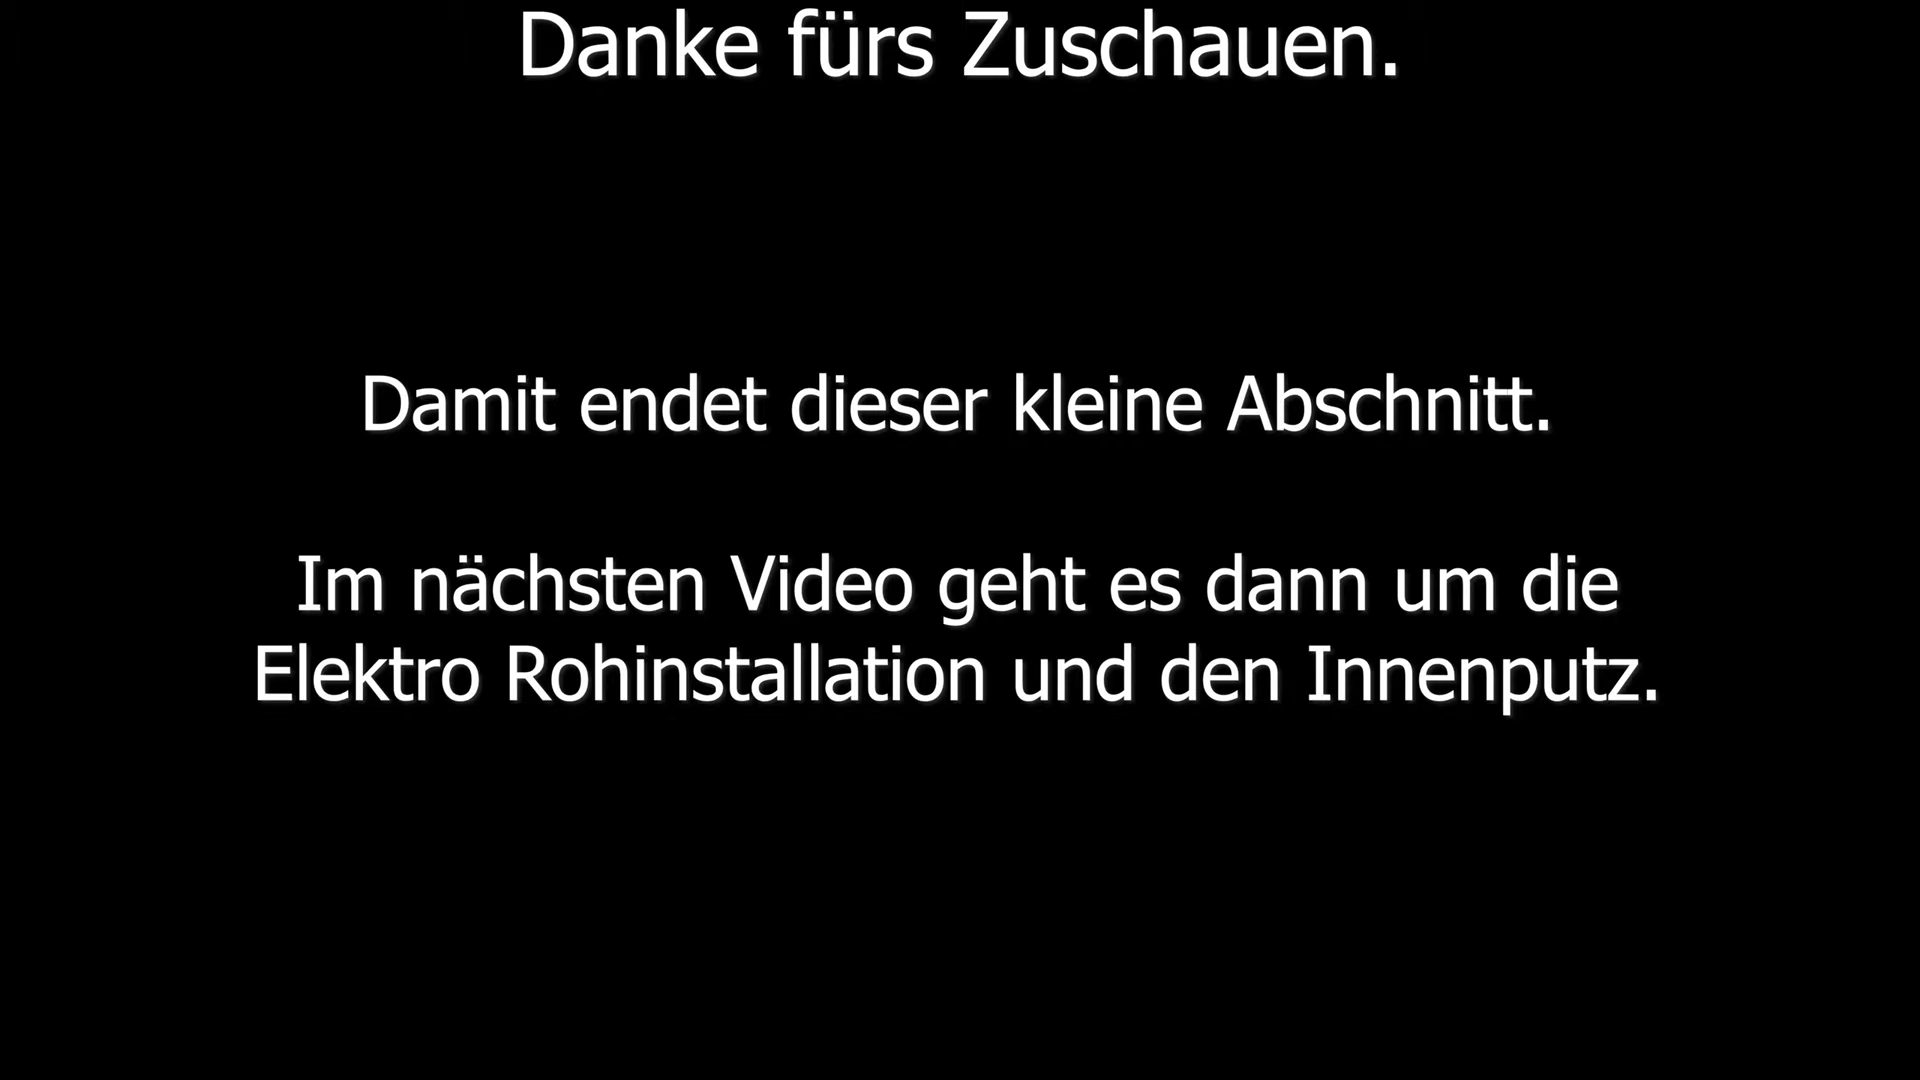 Danke fürs Zuschauen.
Damit endet dieser kleine Abschnitt.
Im nächsten Video geht es dann um die
Elektro Rohinstallation und den Innenputz.